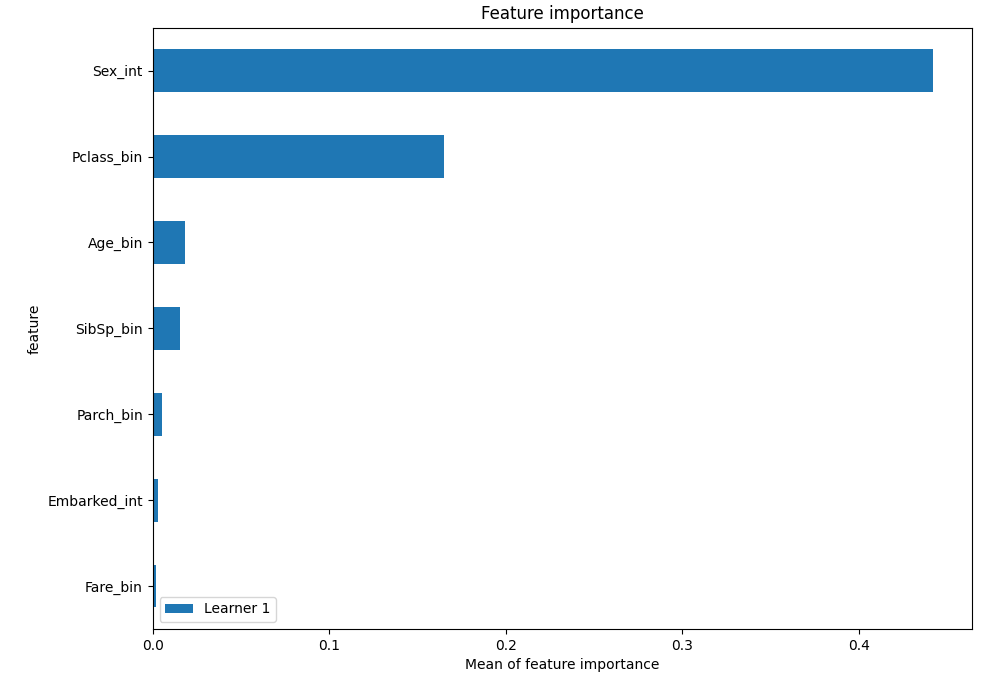 Feature importance
Sex_int
Pclass_bin
Age_bin
SibSp_bin
Parch_bin
Embarked_int
Fare_bin
feature
Learner 1
0.0 0.1 0.2 0.3 0.4
Mean of feature importance